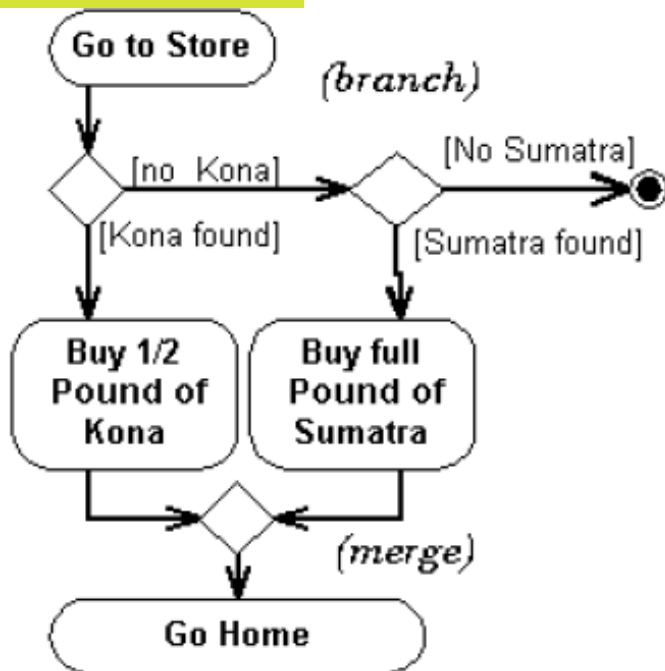 Go to Store
(branch)
[no Kona]
[No Sumatra]
[Kona found]
[Sumatra found]
Buy 1/2
Pound of
Kona
Buy full
Pound of
Sumatra
(merge)
Go Home